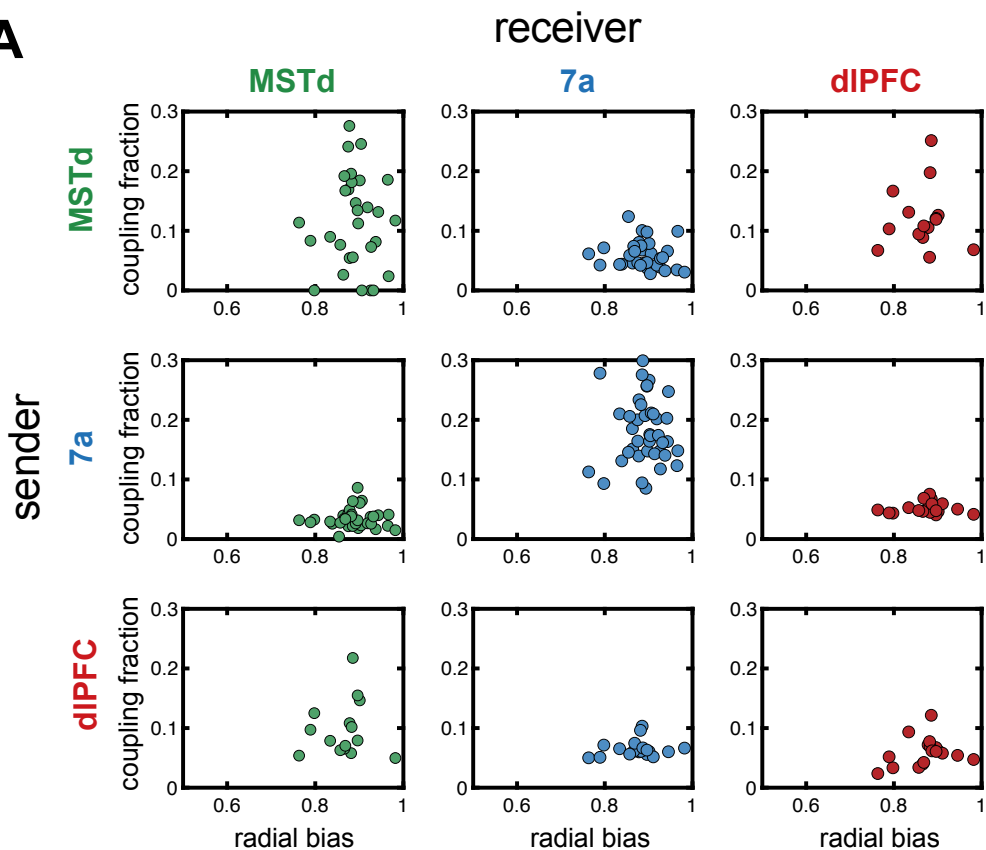 A
receiver
MSTd 7a dlPFC
sender
MSTd
coupling fraction
0.3 0.3 0.3
0.2 0.2 0.2
0.1 0.1 0.1
0 0 0
0.6 0.8 1 0.6 0.8 1 0.6 0.8 1
7a
coupling fraction
0.3 0.3 0.3
0.2 0.2 0.2
0.1 0.1 0.1
0 0 0
0.6 0.8 1 0.6 0.8 1 0.6 0.8 1
dlPFC
coupling fraction
0.3 0.3 0.3
0.2 0.2 0.2
0.1 0.1 0.1
0 0 0
0.6 0.8 1 0.6 0.8 1 0.6 0.8 1
radial bias radial bias radial bias